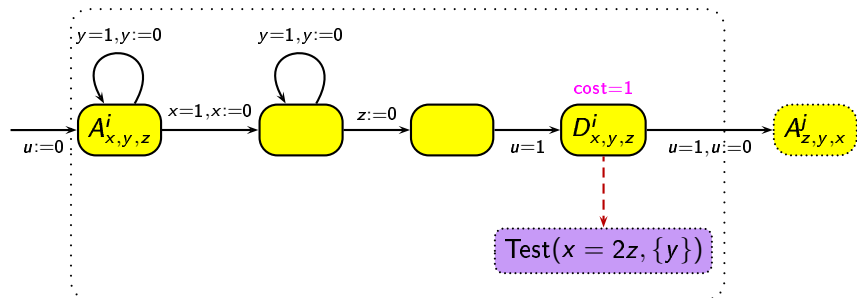 y=1,y:=0 y=1,y:=0
cost=1
x=1,x:=0 z:=0
A^i_{x,y,z} D^i_{x,y,z} A^j_{z,y,x}
u:=0 u=1 u=1,u:=0
Test(x = 2z, {y})